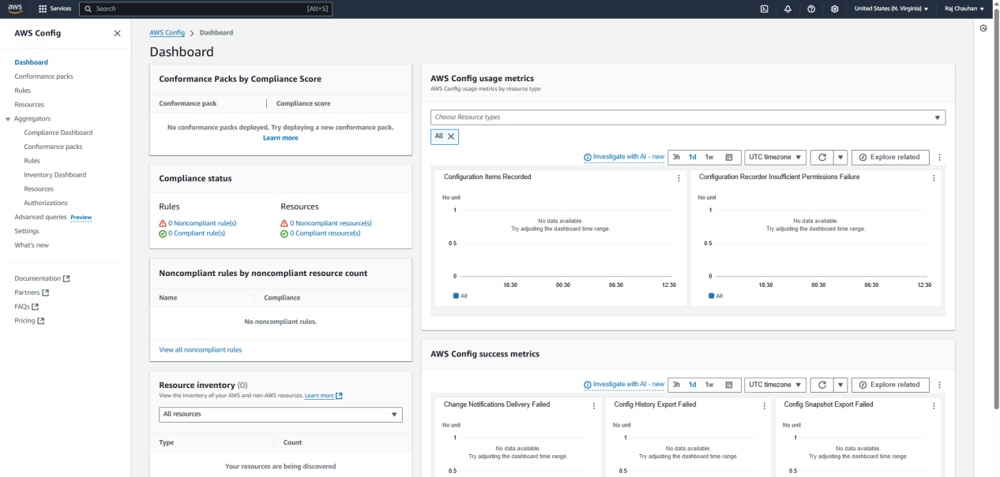 aws
Services
Search
[Alt+S]
United States (N. Virginia)
Raj Chauhan
AWS Config
Dashboard
Conformance packs
Rules
Resources
Aggregators
Compliance Dashboard
Conformance packs
Rules
Inventory Dashboard
Resources
Authorizations
Advanced queries Preview
Settings
What's new
Documentation
Partners
FAQs
Pricing
AWS Config > Dashboard
Dashboard
Conformance Packs by Compliance Score
Conformance pack
Compliance score
No conformance packs deployed. Try deploying a new conformance pack.
Learn more
Compliance status
Rules
0 Noncompliant rule(s)
0 Compliant rule(s)
Resources
0 Noncompliant resource(s)
0 Compliant resource(s)
Noncompliant rules by noncompliant resource count
Name
Compliance
No noncompliant rules.
View all noncompliant rules
Resource inventory (0)
View the inventory of your AWS and non-AWS resources. Learn more
All resources
Type
Count
Your resources are being discovered
AWS Config usage metrics
AWS Config usage metrics by resource type
Choose Resource types
All
Investigate with AI - new
3h 1d 1w
UTC timezone
Explore related
Configuration Items Recorded
No unit
1
No data available.
Try adjusting the dashboard time range.
0.5
0
18:30 00:30 06:30 12:30
All
Configuration Recorder Insufficient Permissions Failure
No unit
1
No data available.
Try adjusting the dashboard time range.
0.5
0
18:30 00:30 06:30 12:30
All
AWS Config success metrics
Investigate with AI - new
3h 1d 1w
UTC timezone
Explore related
Change Notifications Delivery Failed
No unit
1
No data available.
Try adjusting the dashboard time range.
0.5
Config History Export Failed
No unit
1
No data available.
Try adjusting the dashboard time range.
0.5
Config Snapshot Export Failed
No unit
1
No data available.
Try adjusting the dashboard time range.
0.5